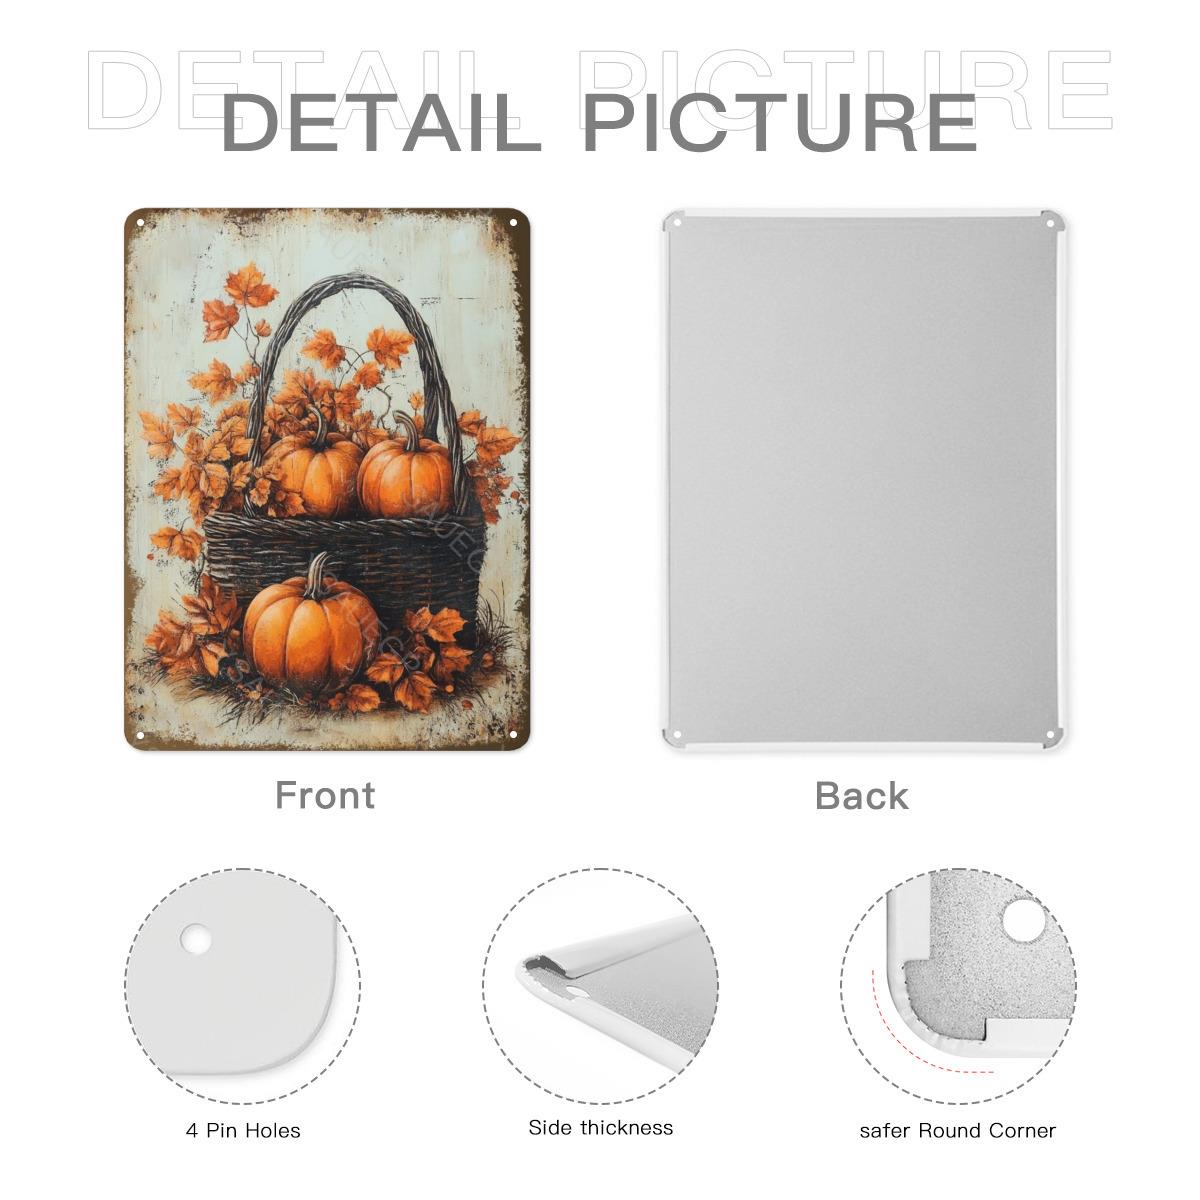 DETAIL PICTURE
DETAIL PICTURE
Front
Back
4 Pin Holes
Side thickness
safer Round Corner